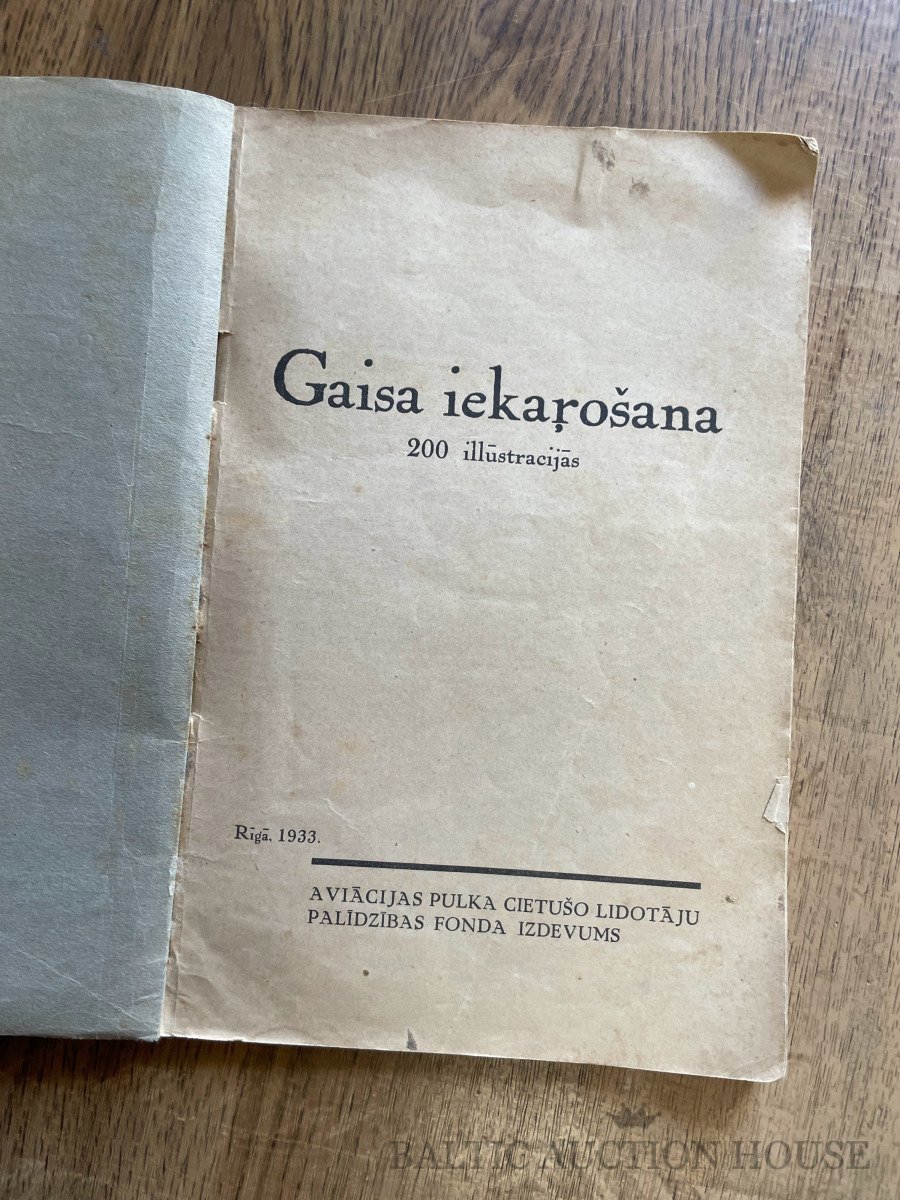 Gaisa iekaŗošana
200 illūstracijās
Rīgā. 1933.
AVIĀCIJAS PULKA CIETUŠO LIDOTĀJU
PALĪDZĪBAS FONDA IZDEVUMS
BALTIC AUCTION HOUSE